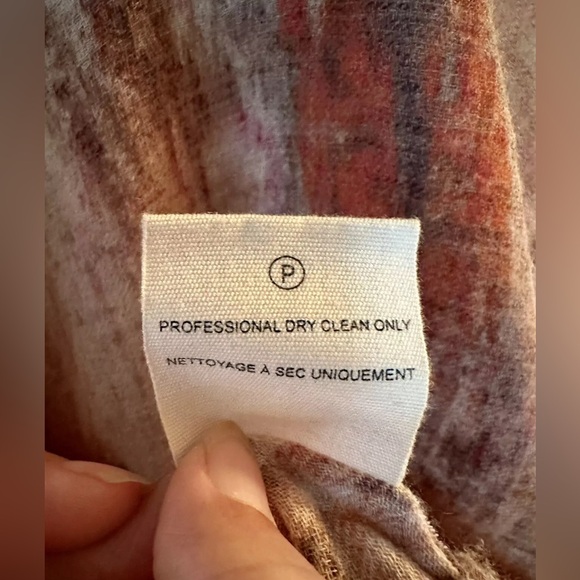 P
PROFESSIONAL DRY CLEAN ONLY
NETTOYAGE À SEC UNIQUEMENT